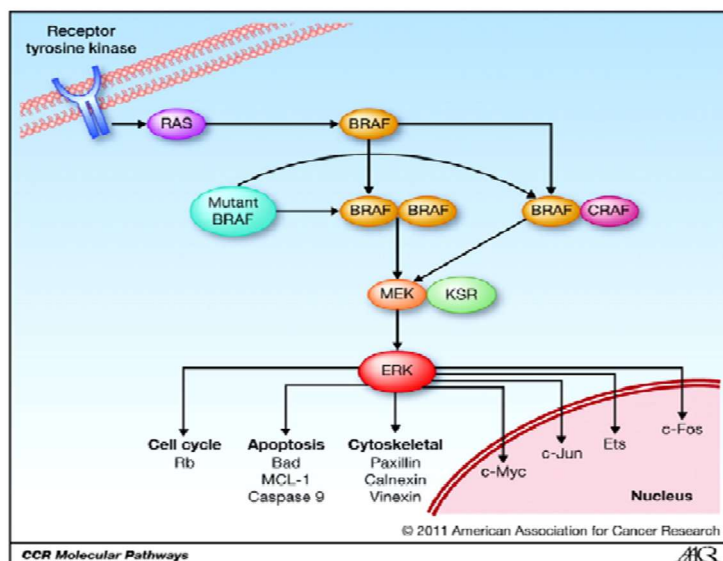 Receptor
tyrosine kinase
RAS
BRAF
Mutant
BRAF
BRAF
BRAF
BRAF
CRAF
MEK
KSR
ERK
Cell cycle
Rb
Apoptosis
Bad
MCL-1
Caspase 9
Cytoskeletal
Paxillin
Calnexin
Vinexin
c-Myc
c-Jun
Ets
c-Fos
Nucleus
© 2011 American Association for Cancer Research
CCR Molecular Pathways
AACR